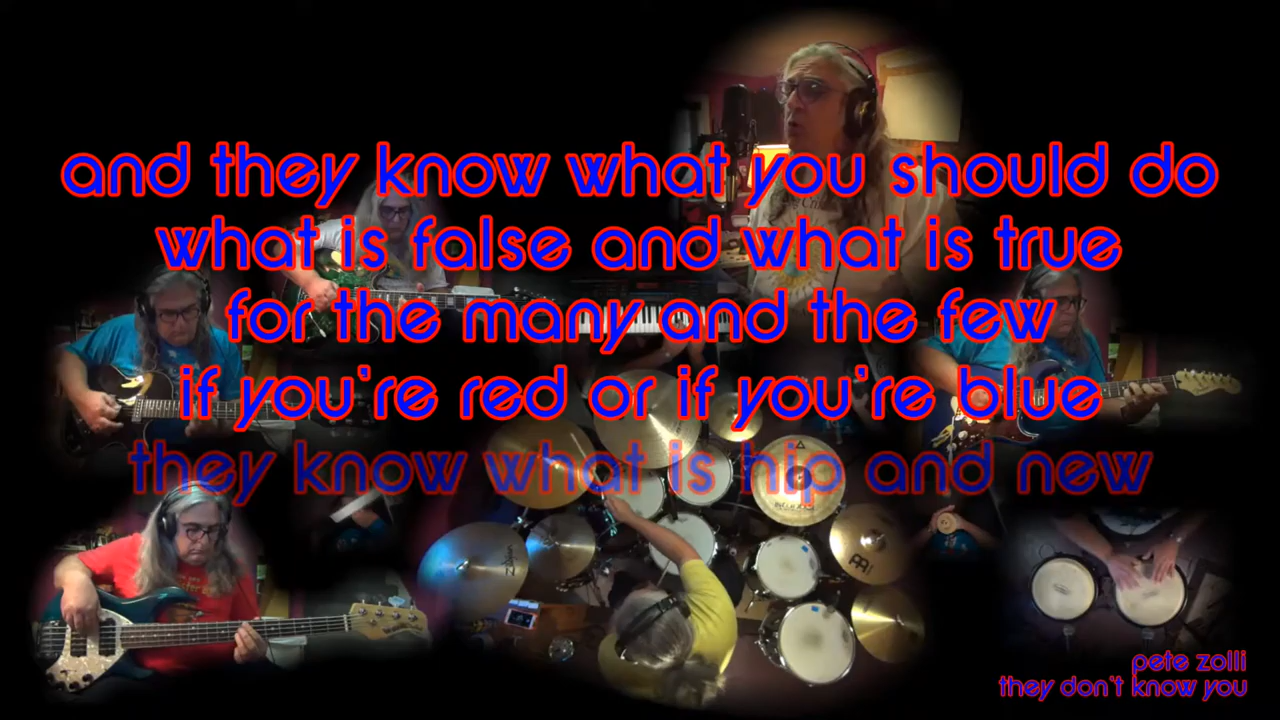 and they know what you should do
what is false and what is true
for the many and the few
if you're red or if you're blue
they know what is hip and new
pete zolli
they don't know you